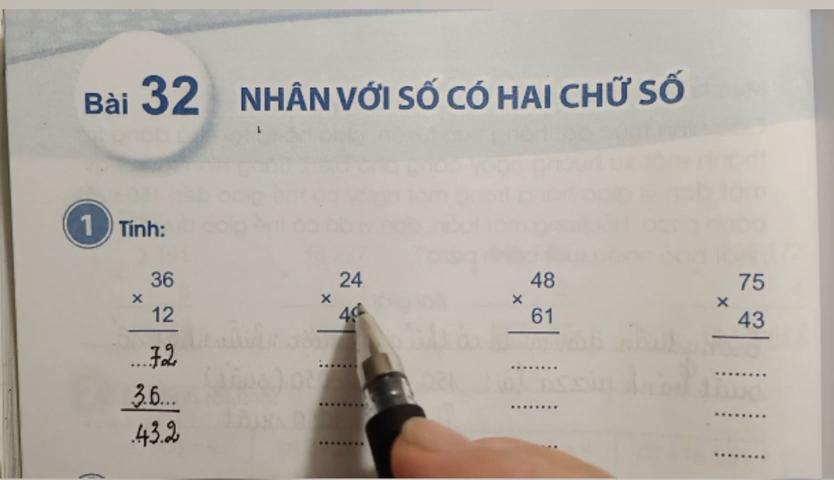 Bài 32 NHÂN VỚI SỐ CÓ HAI CHỮ SỐ
1 Tính:
36 24 48 75
× × × ×
12 49 61 43
72
36
432